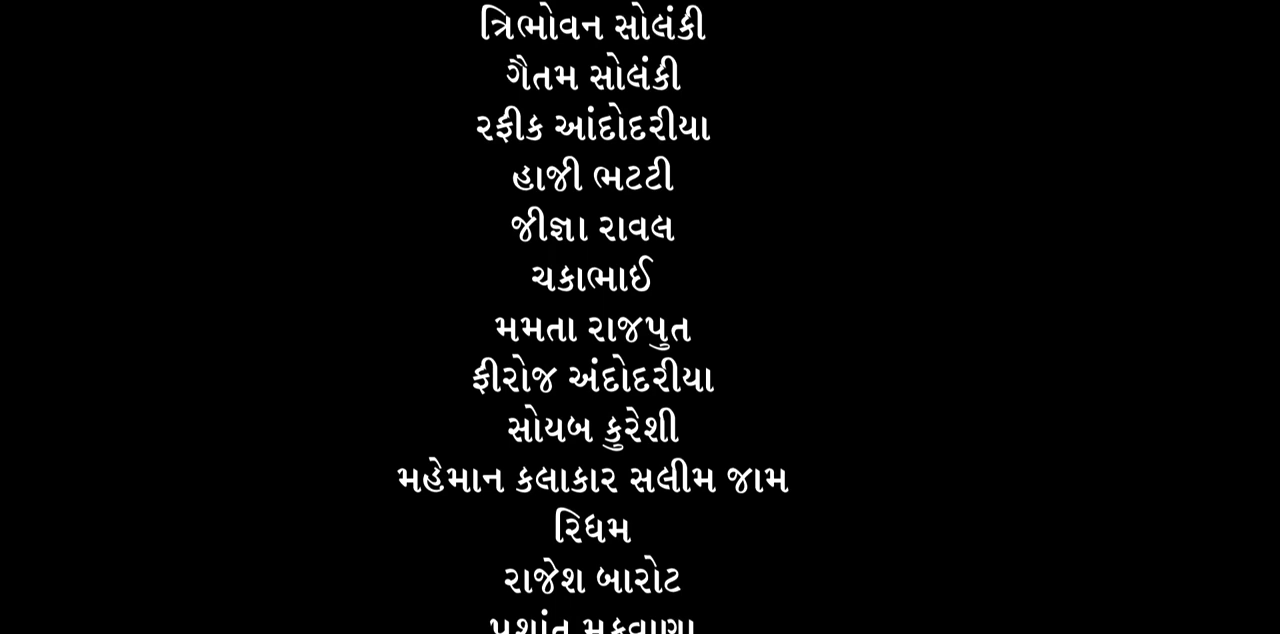 ત્રિભોવન સોલંકી
ગૈતમ સોલંકી
રફીક આંદોદરીયા
હાજી ભટટી
જીજ્ઞા રાવલ
ચકાભાઈ
મમતા રાજપુત
ફીરોજ અંદોદરીયા
સોયબ કુરેશી
મહેમાન કલાકાર સલીમ જામ
રિધમ
રાજેશ બારોટ